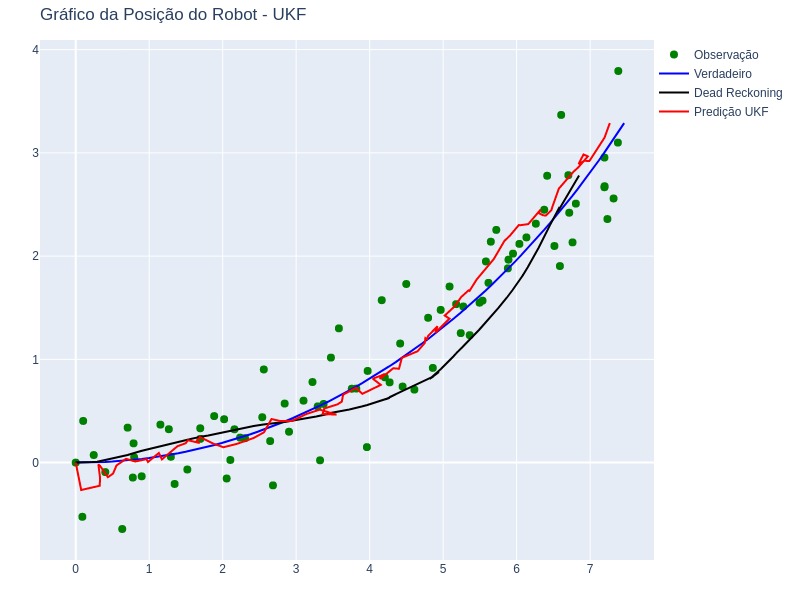 Gráfico da Posição do Robot - UKF
Observação
Verdadeiro
Dead Reckoning
Predição UKF
4
3
2
1
0
0 1 2 3 4 5 6 7